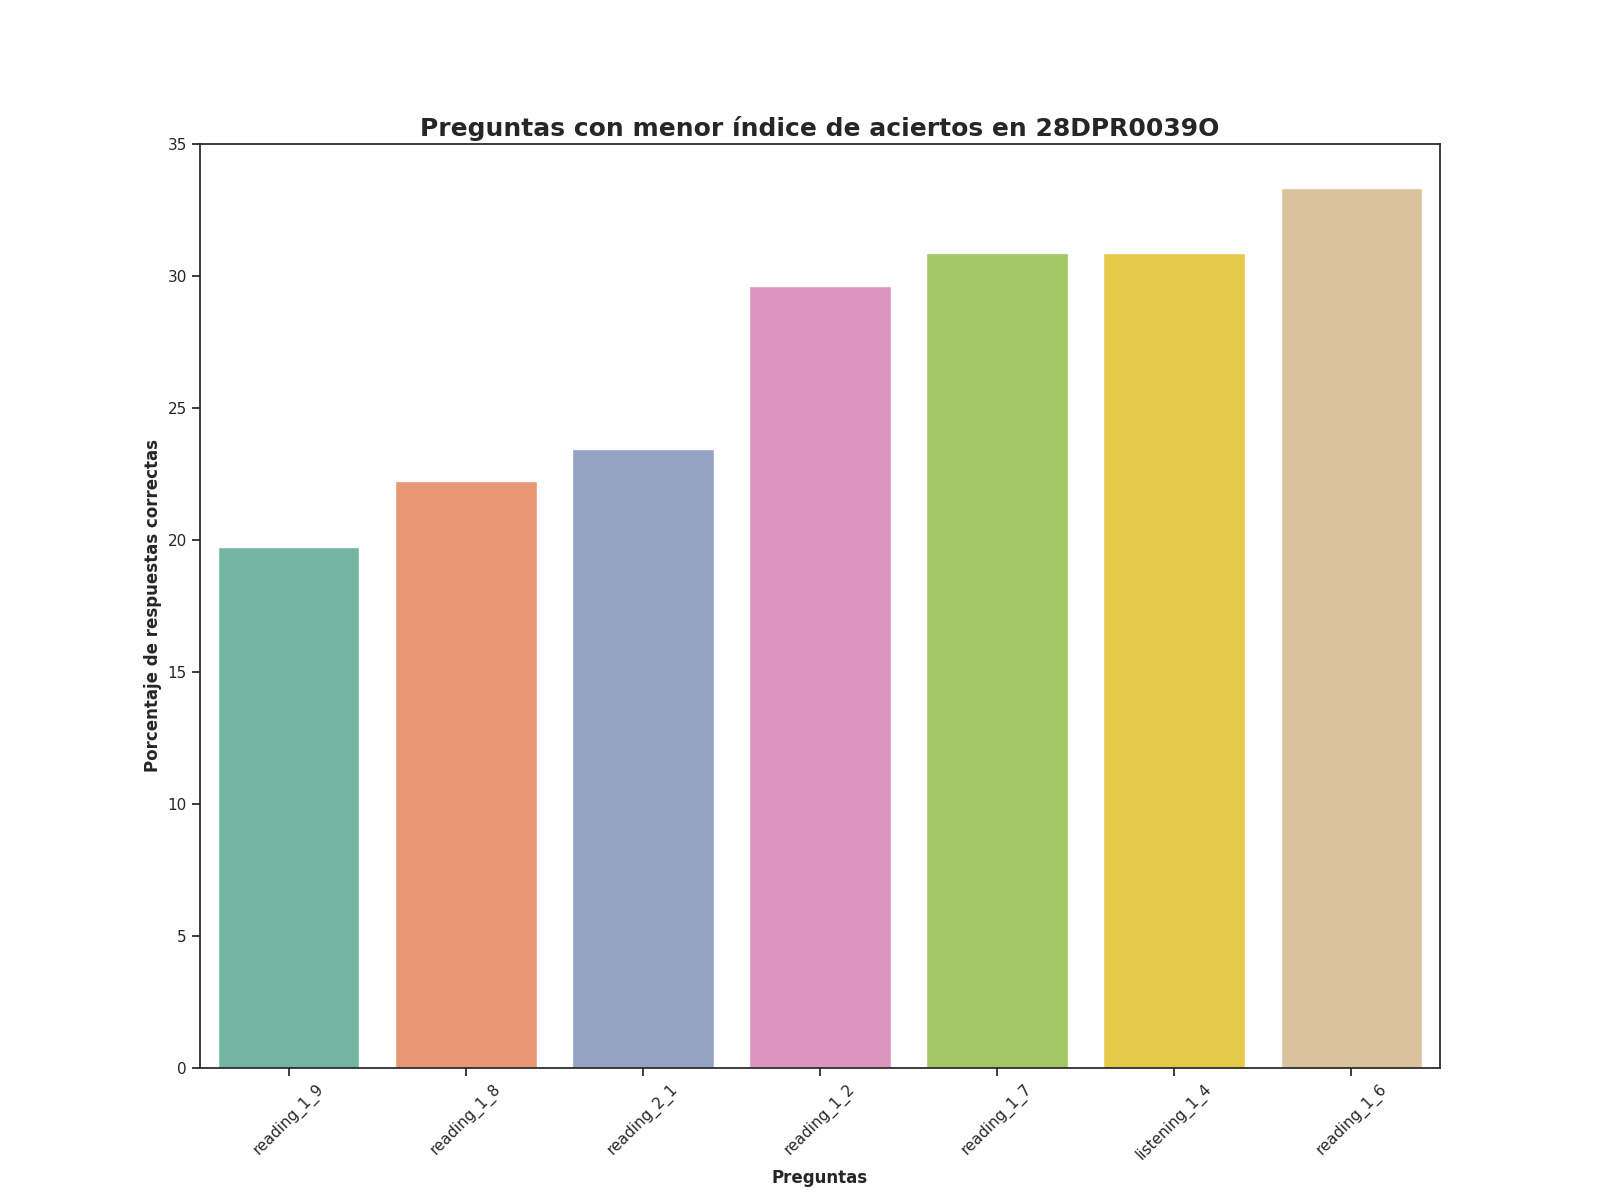 Preguntas con menor índice de aciertos en 28DPR0039O
Porcentaje de respuestas correctas
35
30
25
20
15
10
5
0
reading_1_9
reading_1_8
reading_2_1
reading_1_2
reading_1_7
listening_1_4
reading_1_6
Preguntas